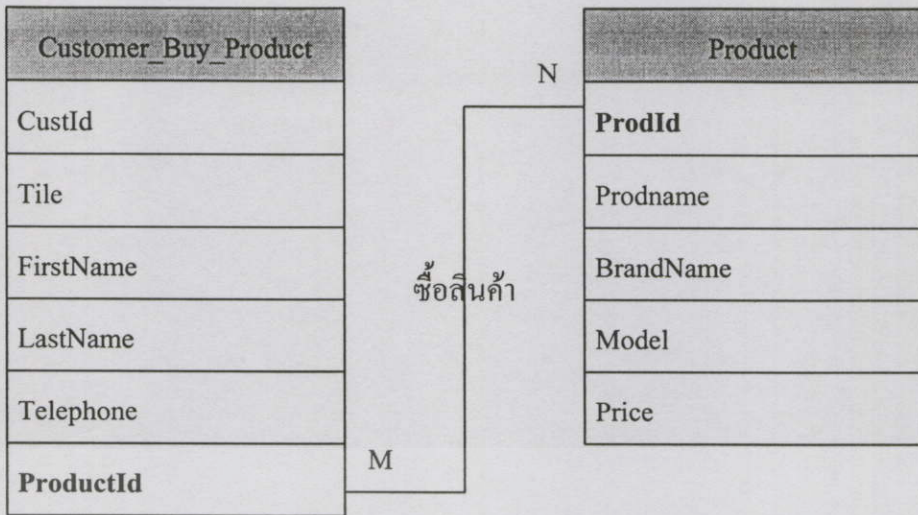 Customer_Buy_Product
CustId
Tile
FirstName
LastName
Telephone
ProductId
M
ซื้อสินค้า
N
Product
ProdId
Prodname
BrandName
Model
Price